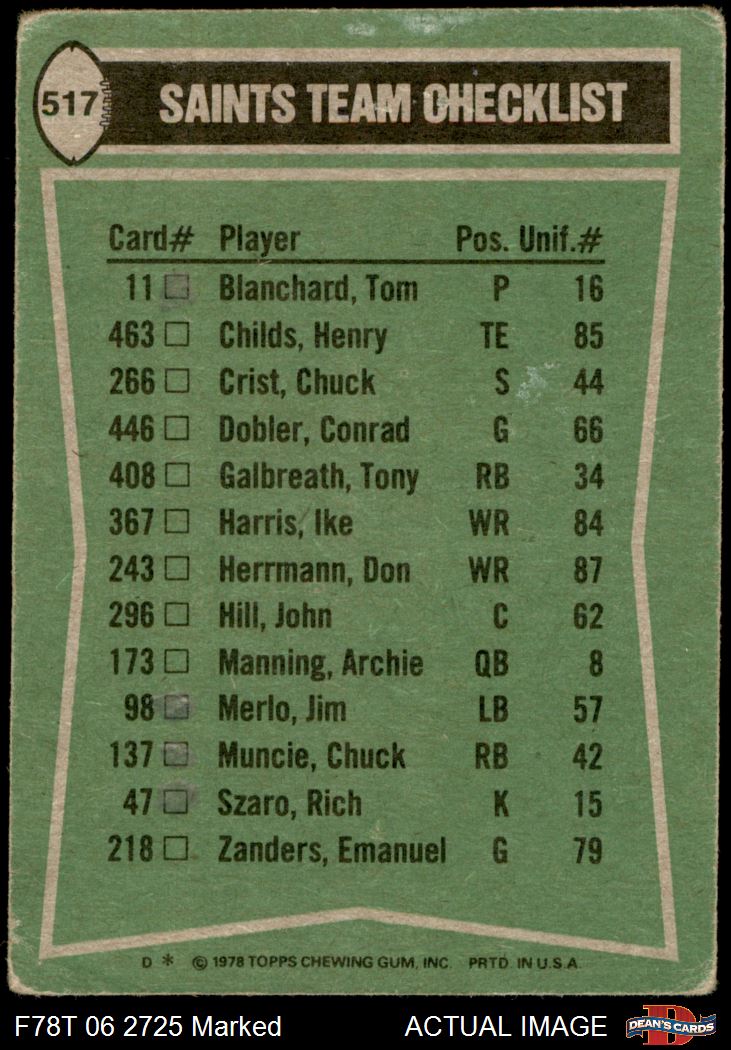 517 SAINTS TEAM CHECKLIST
Card# Player Pos. Unif.#
11 Blanchard, Tom P 16
463 Childs, Henry TE 85
266 Crist, Chuck S 44
446 Dobler, Conrad G 66
408 Galbreath, Tony RB 34
367 Harris, Ike WR 84
243 Herrmann, Don WR 87
296 Hill, John C 62
173 Manning, Archie QB 8
98 Merlo, Jim LB 57
137 Muncie, Chuck RB 42
47 Szaro, Rich K 15
218 Zanders, Emanuel G 79
D * © 1978 TOPPS CHEWING GUM, INC. PRTD. IN U.S.A.
F78T 06 2725 Marked ACTUAL IMAGE DEAN'S CARDS